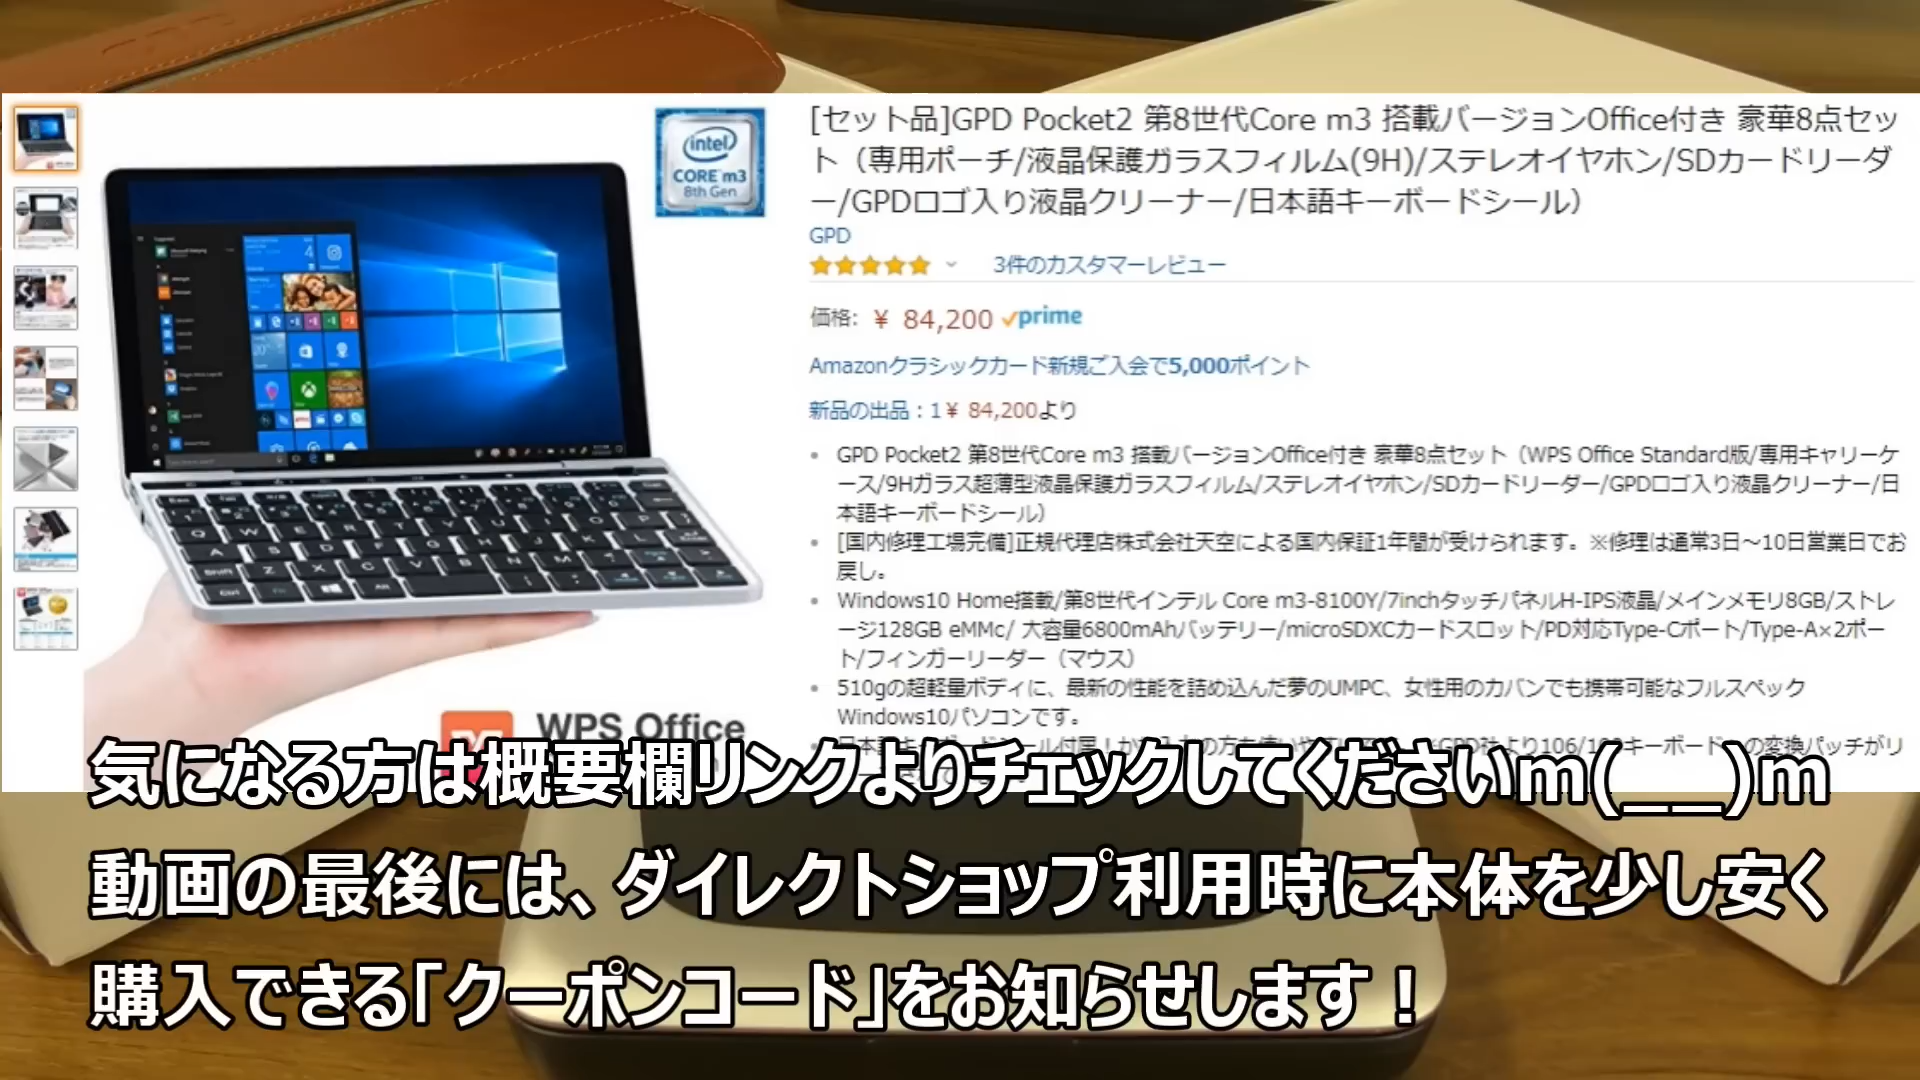 intel
CORE m3
8th Gen
[セット品]GPD Pocket2 第8世代Core m3 搭載バージョンOffice付き 豪華8点セッ
ト（専用ポーチ/液晶保護ガラスフィルム(9H)/ステレオイヤホン/SDカードリーダ
ー/GPDロゴ入り液晶クリーナー/日本語キーボードシール）
GPD
3件のカスタマーレビュー
価格: ￥ 84,200 prime
Amazonクラシックカード新規ご入会で5,000ポイント
新品の出品：1￥ 84,200より
GPD Pocket2 第8世代Core m3 搭載バージョンOffice付き 豪華8点セット（WPS Office Standard版/専用キャリーケ
ース/9Hガラス超薄型液晶保護ガラスフィルム/ステレオイヤホン/SDカードリーダー/GPDロゴ入り液晶クリーナー/日
本語キーボードシール）
[国内修理工場完備]正規代理店株式会社天空による国内保証1年間が受けられます。※修理は通常3日～10日営業日でお
戻し。
Windows10 Home搭載/第8世代インテル Core m3-8100Y/7inchタッチパネルH-IPS液晶/メインメモリ8GB/ストレ
ージ128GB eMMc/ 大容量6800mAhバッテリー/microSDXCカードスロット/PD対応Type-Cポート/Type-A×2ポー
ト/フィンガーリーダー（マウス）
510gの超軽量ボディに、最新の性能を詰め込んだ夢のUMPC、女性用のカバンでも携帯可能なフルスペック
Windows10パソコンです。
WPS Office
気になる方は概要欄リンクよりチェックしてくださいm(__)m
動画の最後には、ダイレクトショップ利用時に本体を少し安く
購入できる「クーポンコード」をお知らせします！